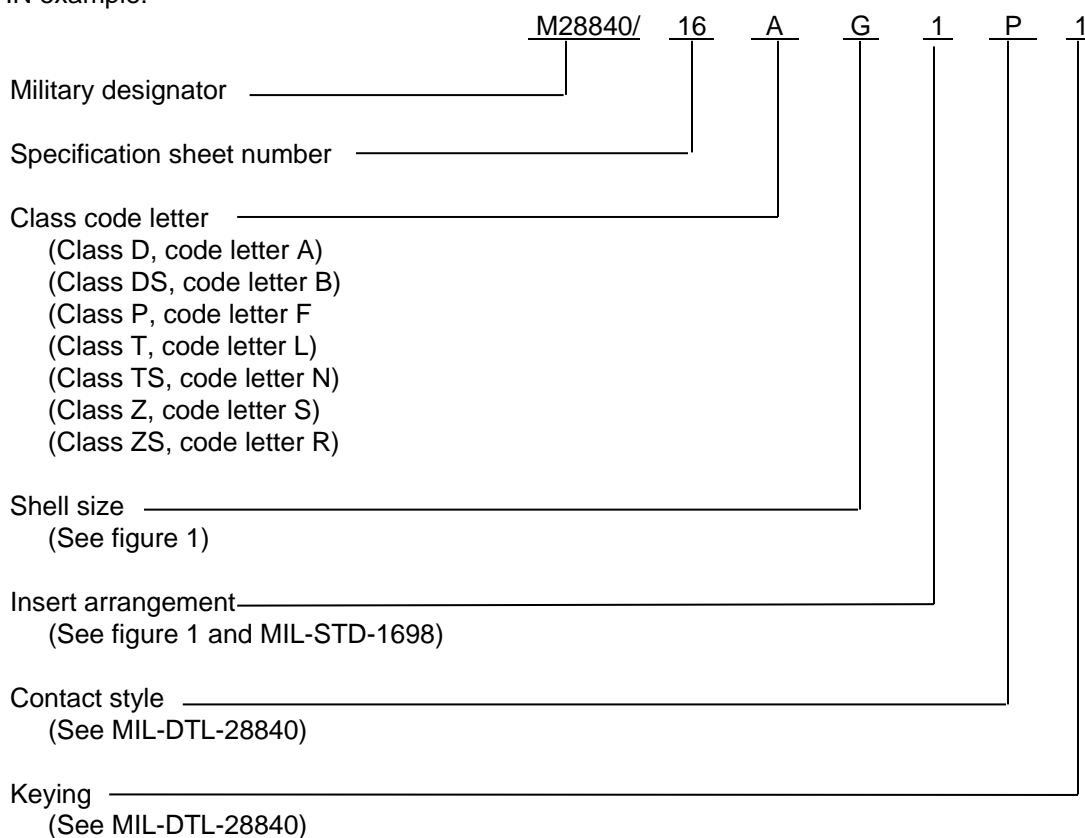 IN example:
M28840/ 16 A G 1 P 1
Military designator
Specification sheet number
Class code letter
(Class D, code letter A)
(Class DS, code letter B)
(Class P, code letter F
(Class T, code letter L)
(Class TS, code letter N)
(Class Z, code letter S)
(Class ZS, code letter R)
Shell size
(See figure 1)
Insert arrangement
(See figure 1 and MIL-STD-1698)
Contact style
(See MIL-DTL-28840)
Keying
(See MIL-DTL-28840)